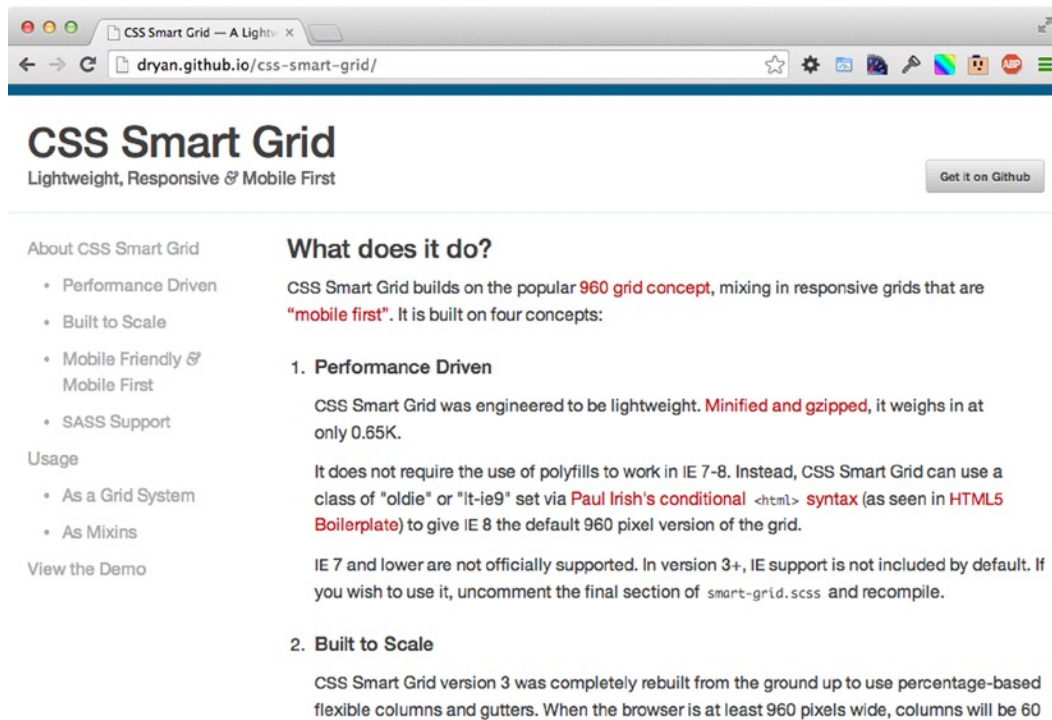 CSS Smart Grid — A Lightw ×
dryan.github.io/css-smart-grid/
ABP
CSS Smart Grid
Lightweight, Responsive & Mobile First
Get it on Github
About CSS Smart Grid
• Performance Driven
• Built to Scale
• Mobile Friendly &
Mobile First
• SASS Support
Usage
• As a Grid System
• As Mixins
View the Demo
What does it do?
CSS Smart Grid builds on the popular 960 grid concept, mixing in responsive grids that are
“mobile first”. It is built on four concepts:
1. Performance Driven
CSS Smart Grid was engineered to be lightweight. Minified and gzipped, it weighs in at
only 0.65K.
It does not require the use of polyfills to work in IE 7-8. Instead, CSS Smart Grid can use a
class of "oldie" or "lt-ie9" set via Paul Irish's conditional <html> syntax (as seen in HTML5
Boilerplate) to give IE 8 the default 960 pixel version of the grid.
IE 7 and lower are not officially supported. In version 3+, IE support is not included by default. If
you wish to use it, uncomment the final section of smart-grid.scss and recompile.
2. Built to Scale
CSS Smart Grid version 3 was completely rebuilt from the ground up to use percentage-based
flexible columns and gutters. When the browser is at least 960 pixels wide, columns will be 60